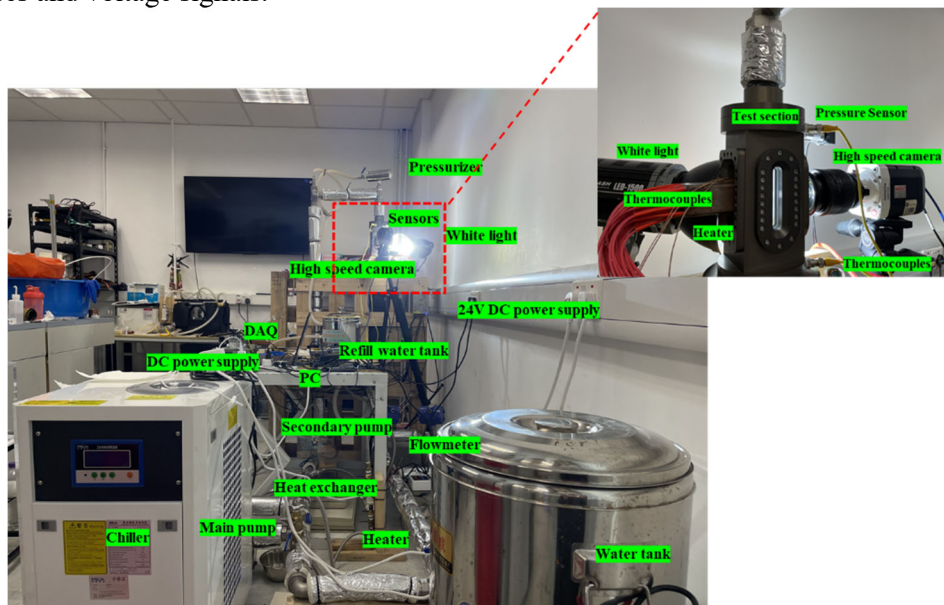 and voltage signals.
Test section
Pressure Sensor
White light
High speed camera
LED-1500
Thermocouples
Heater
Thermocouples
Pressurizer
Sensors
White light
High speed camera
24V DC power supply
DAQ
Refill water tank
DC power supply
PC
Secondary pump
Flowmeter
Heat exchanger
Main pump
Heater
Chiller
Water tank